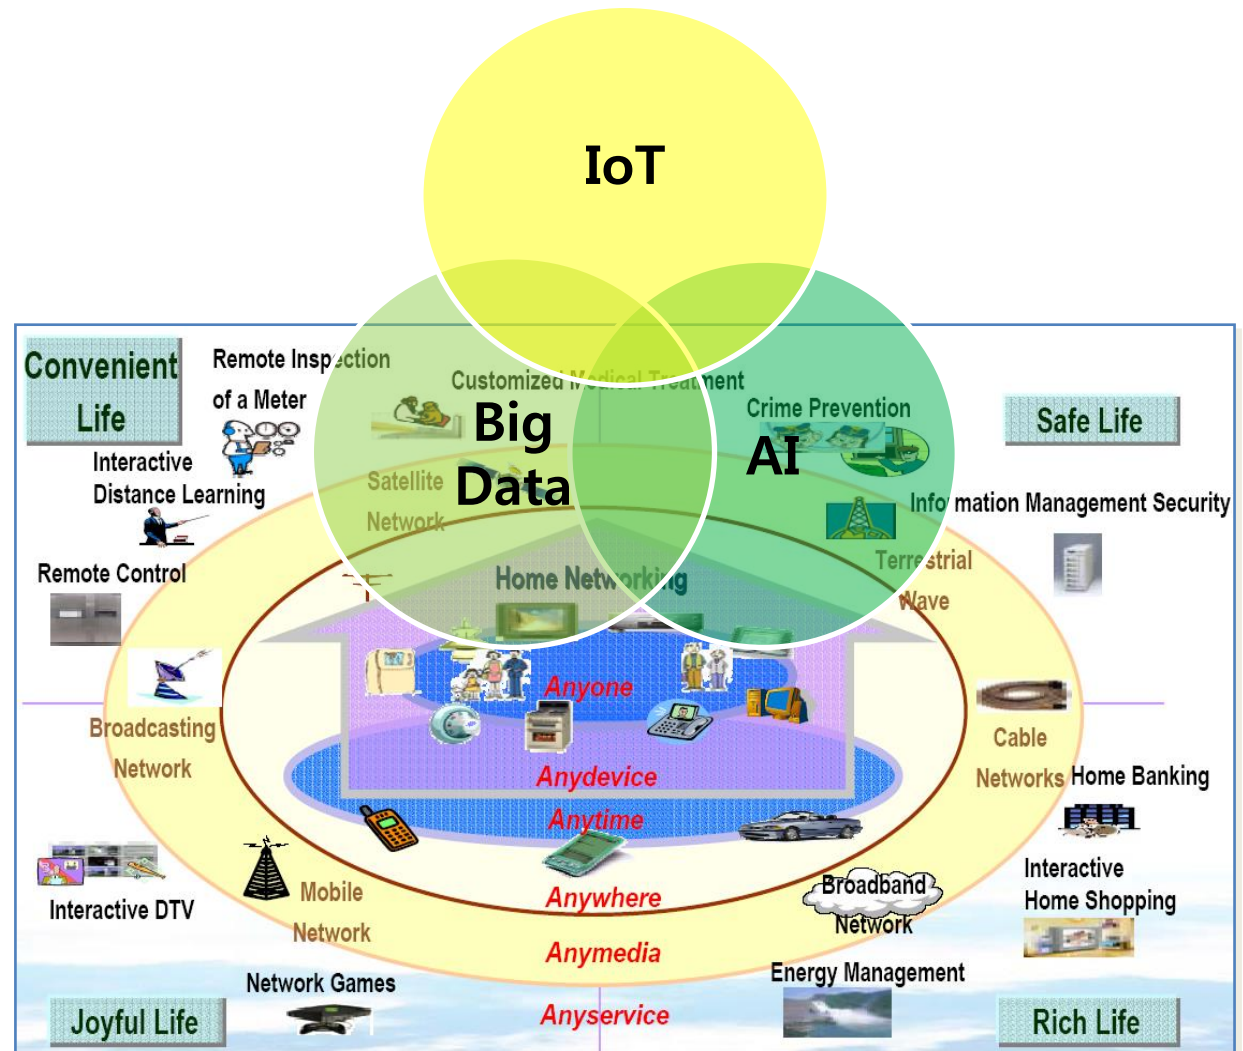 IoT
Convenient
Life
Remote Inspection
of a Meter
Customized Medical Treatment
Big
Data
AI
Crime Prevention
Safe Life
Interactive
Distance Learning
Satellite
Network
Information Management Security
Remote Control
Home Networking
Terrestrial
Wave
Anyone
Broadcasting
Network
Cable
Networks
Anydevice
Home Banking
Anytime
Interactive DTV
Mobile
Network
Anywhere
Broadband
Network
Interactive
Home Shopping
Anymedia
Network Games
Energy Management
Joyful Life
Anyservice
Rich Life